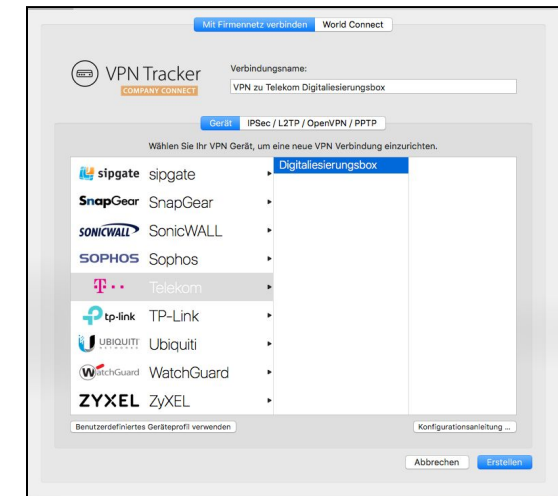 Mit Firmennetz verbinden World Connect
VPN Tracker
COMPANY CONNECT
Verbindungsname:
VPN zu Telekom Digitaliesierungsbox
Gerät IPSec / L2TP / OpenVPN / PPTP
Wählen Sie Ihr VPN Gerät, um eine neue VPN Verbindung einzurichten.
sipgate sipgate
Digitaliesierungsbox
SnapGear SnapGear
SONICWALL SonicWALL
SOPHOS Sophos
T Telekom
tp-link TP-Link
UBIQUITI NETWORKS Ubiquiti
WatchGuard WatchGuard
ZYXEL ZyXEL
Benutzerdefiniertes Geräteprofil verwenden
Konfigurationsanleitung ...
Abbrechen Erstellen